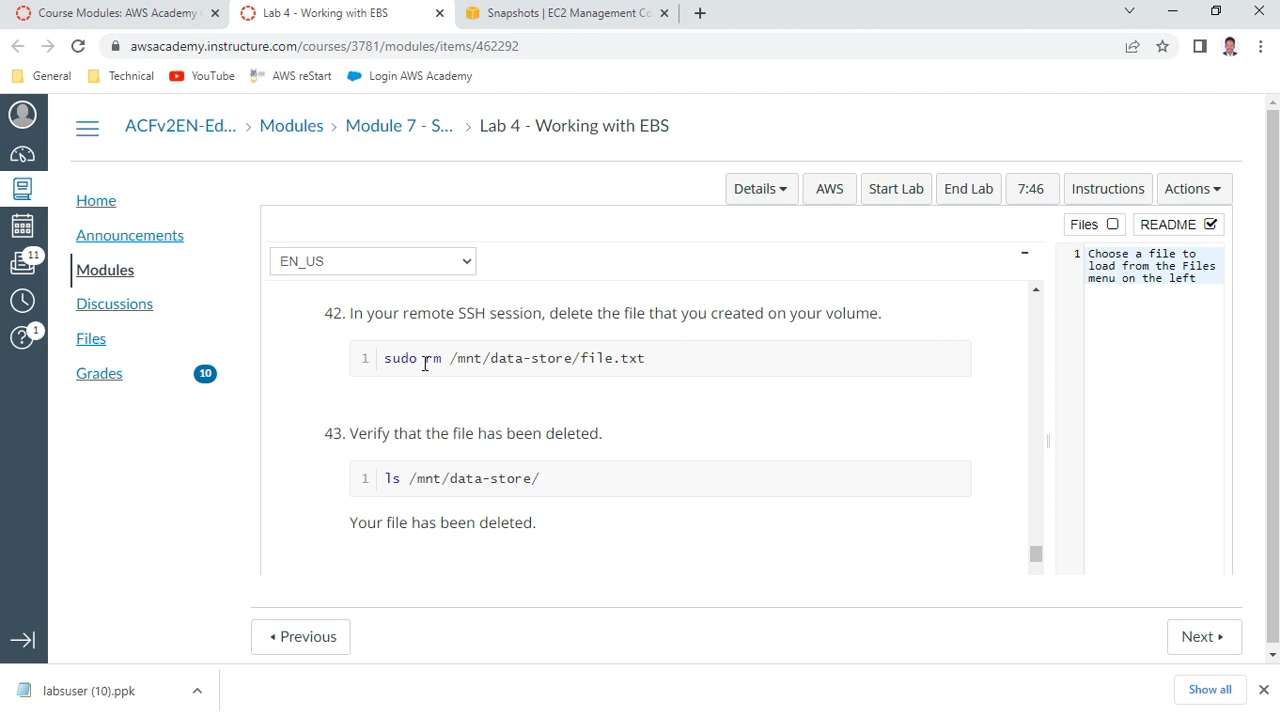 Course Modules: AWS Academy
Lab 4 - Working with EBS
Snapshots | EC2 Management Co
awsacademy.instructure.com/courses/3781/modules/items/462292
General
Technical
YouTube
AWS reStart
Login AWS Academy
ACFv2EN-Ed... > Modules > Module 7 - S... > Lab 4 - Working with EBS
11
1
Home
Announcements
Modules
Discussions
Files
Grades
10
Details
AWS
Start Lab
End Lab
7:46
Instructions
Actions
Files
README
EN_US
42. In your remote SSH session, delete the file that you created on your volume.
1 sudo rm /mnt/data-store/file.txt
43. Verify that the file has been deleted.
1 ls /mnt/data-store/
Your file has been deleted.
1 Choose a file to
load from the Files
menu on the left
Previous
Next
labsuser (10).ppk
Show all